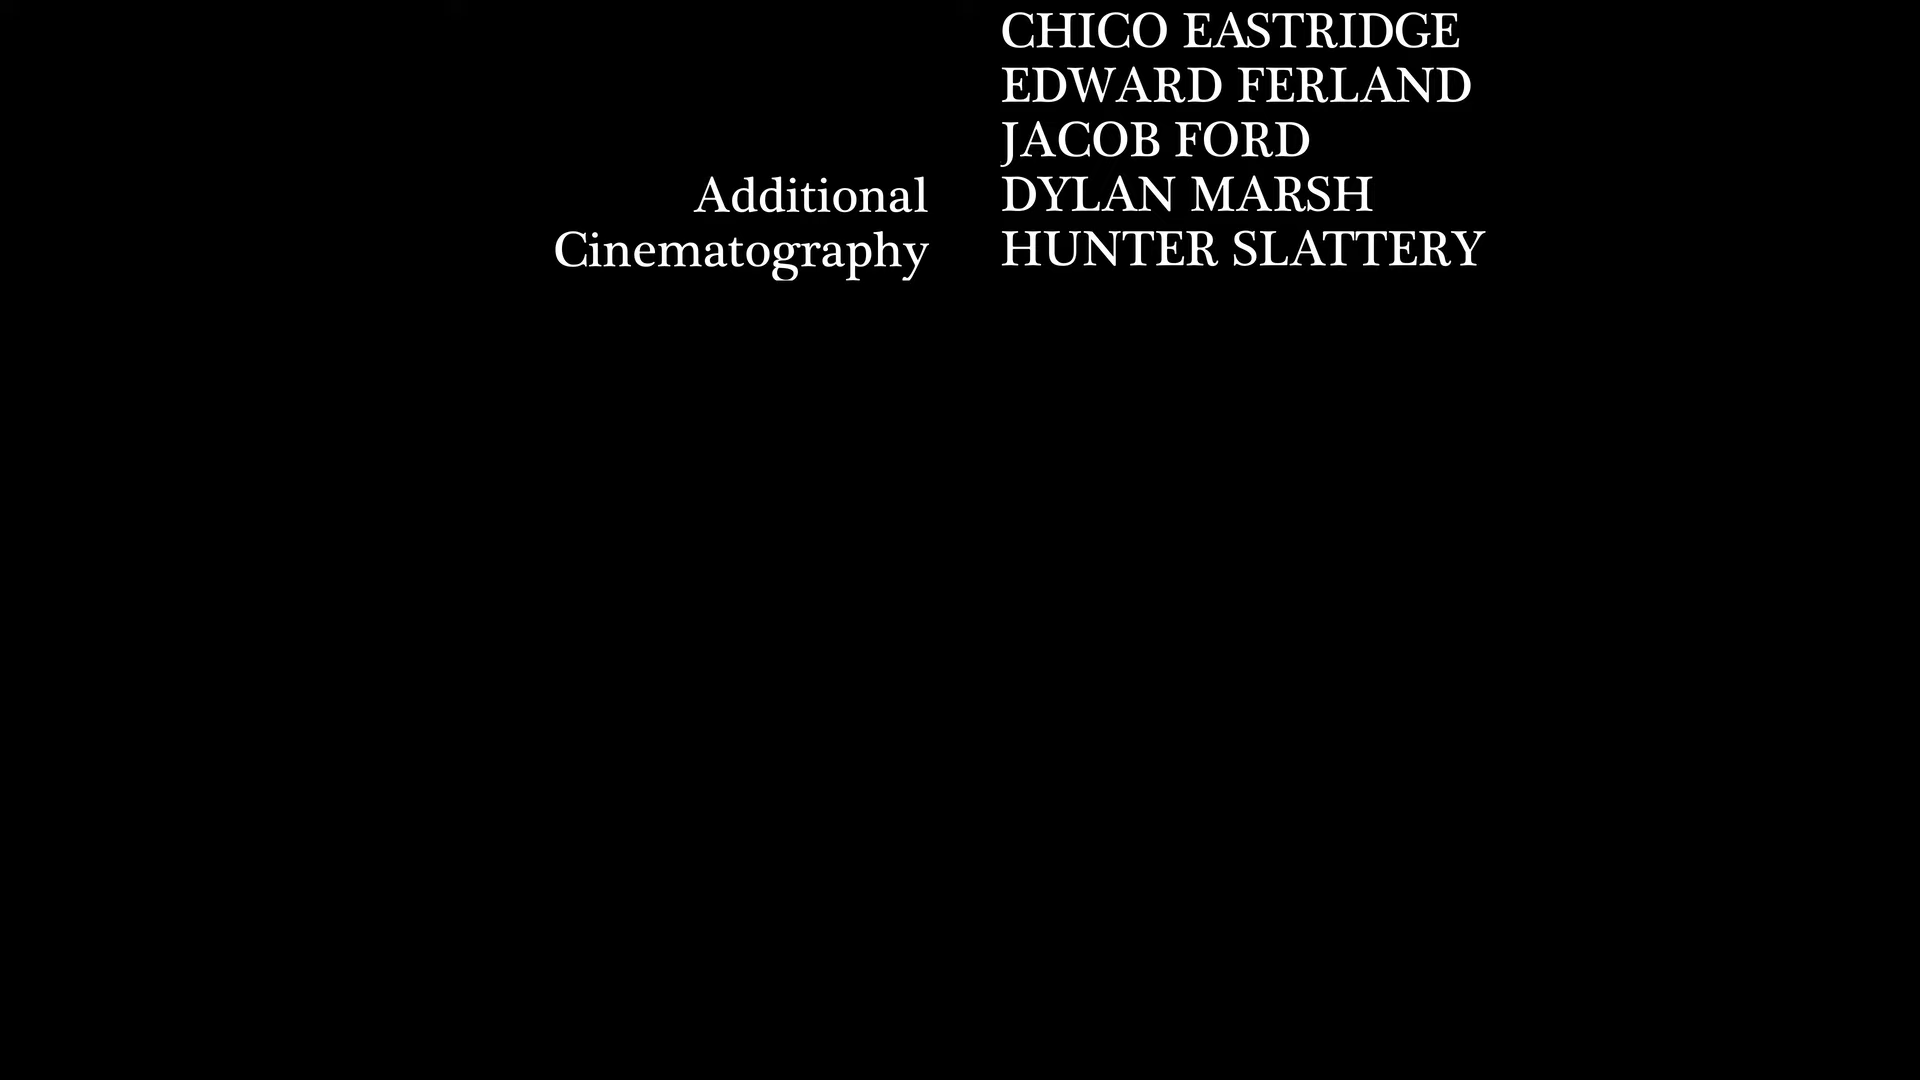 CHICO EASTRIDGE
EDWARD FERLAND
JACOB FORD
Additional DYLAN MARSH
Cinematography HUNTER SLATTERY